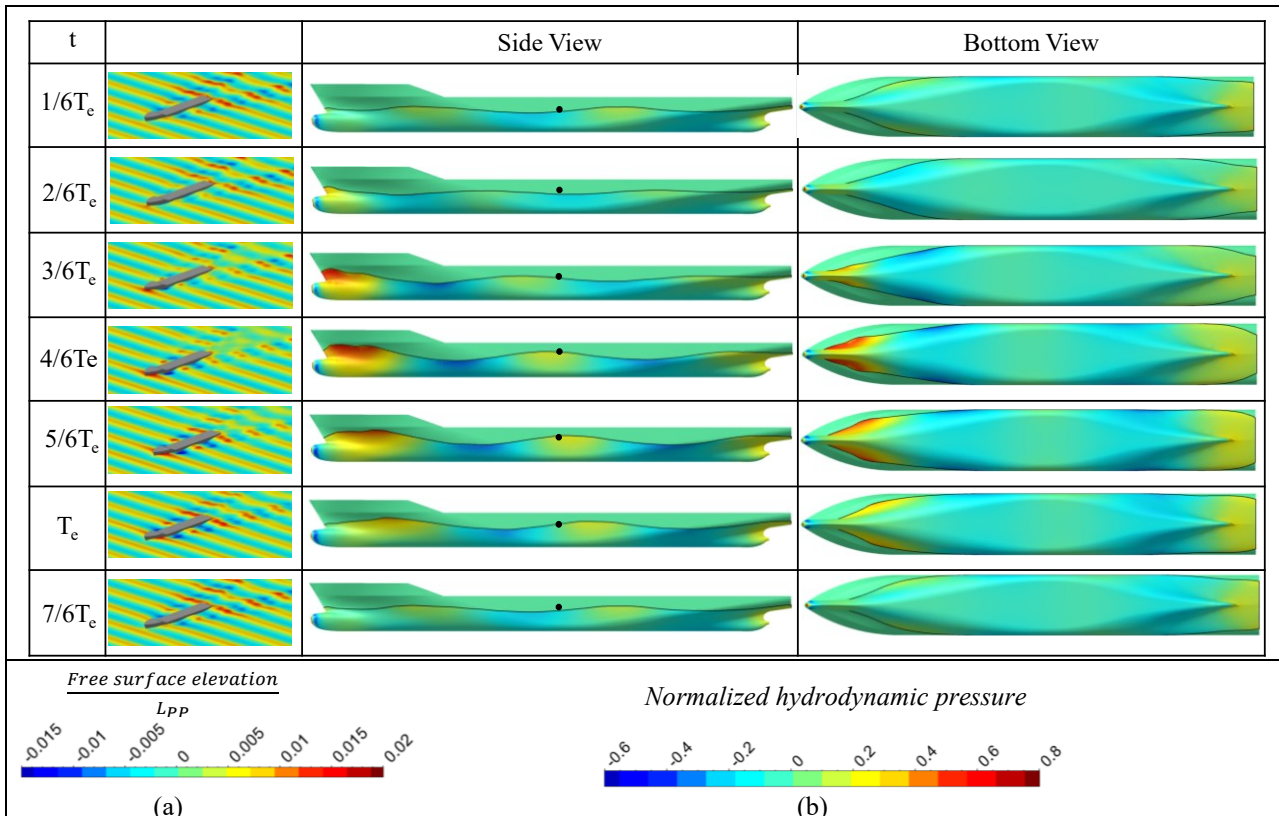 t Side View Bottom View
1/6Te
2/6Te
3/6Te
4/6Te
5/6Te
Te
7/6Te
Free surface elevation
LPP
-0.015 -0.01 -0.005 0 0.005 0.01 0.015 0.02
(a)
Normalized hydrodynamic pressure
-0.6 -0.4 -0.2 0 0.2 0.4 0.6 0.8
(b)